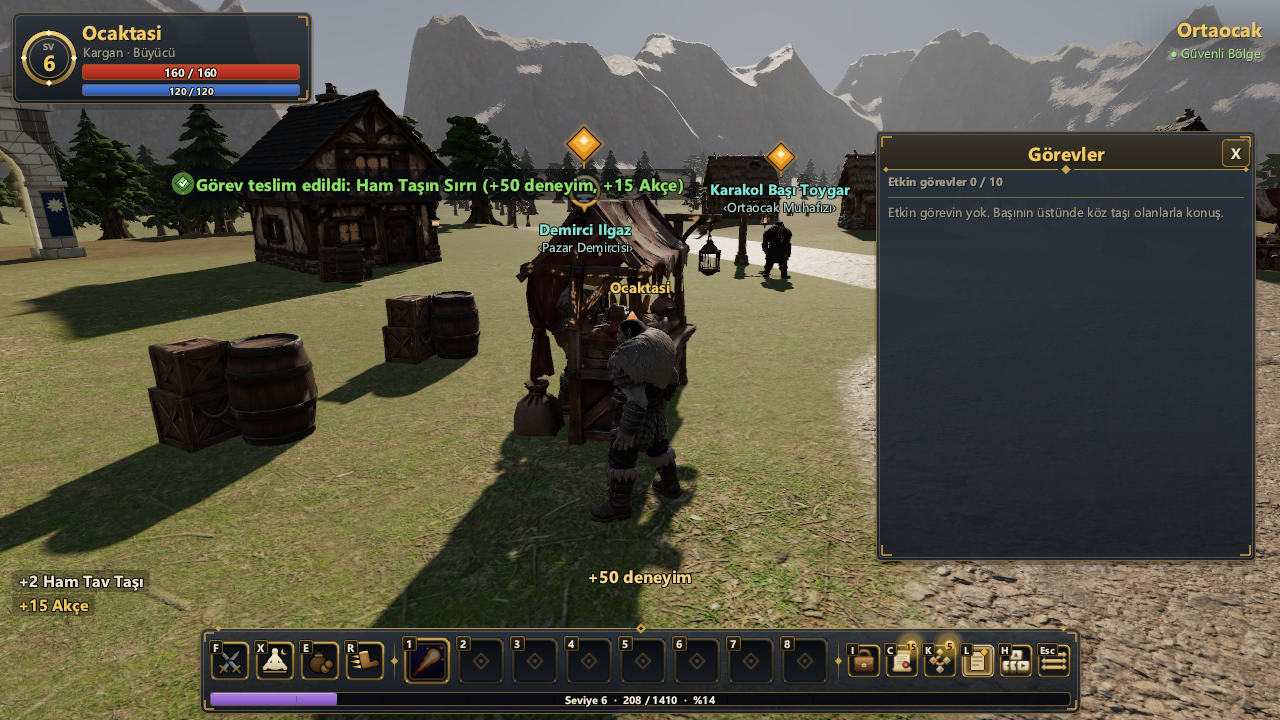 SV
6
Ocaktasi
Kargan · Büyücü
160 / 160
120 / 120
Ortaocak
Güvenli Bölge
Görevler
X
Etkin görevler 0 / 10
Etkin görevin yok. Başının üstünde köz taşı olanlarla konuş.
Görev teslim edildi: Ham Taşın Sırrı (+50 deneyim, +15 Akçe)
Karakol Başı Toygar
‹Ortaocak Muhafızı›
Demirci Ilgaz
‹Pazar Demircisi›
Ocaktasi
+50 deneyim
+2 Ham Tav Taşı
+15 Akçe
F X E R 1 2 3 4 5 6 7 8 I C 15 K 5 L H Esc
Seviye 6 · 208 / 1410 · %14